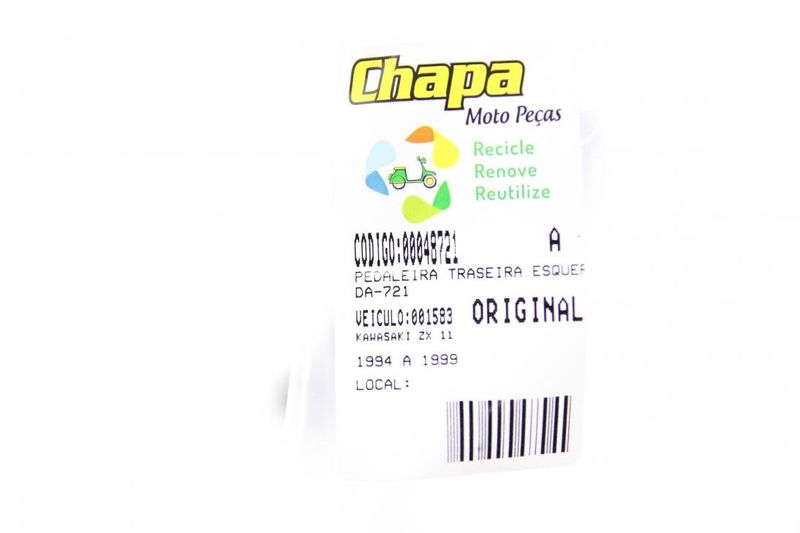 Chapa
Moto Peças
Recicle
Renove
Reutilize
CODIGO:00048721 A
PEDALEIRA TRASEIRA ESQUER
DA-721
VEICULO:001583 ORIGINAL
KAWASAKI ZX 11
1994 A 1999
LOCAL: